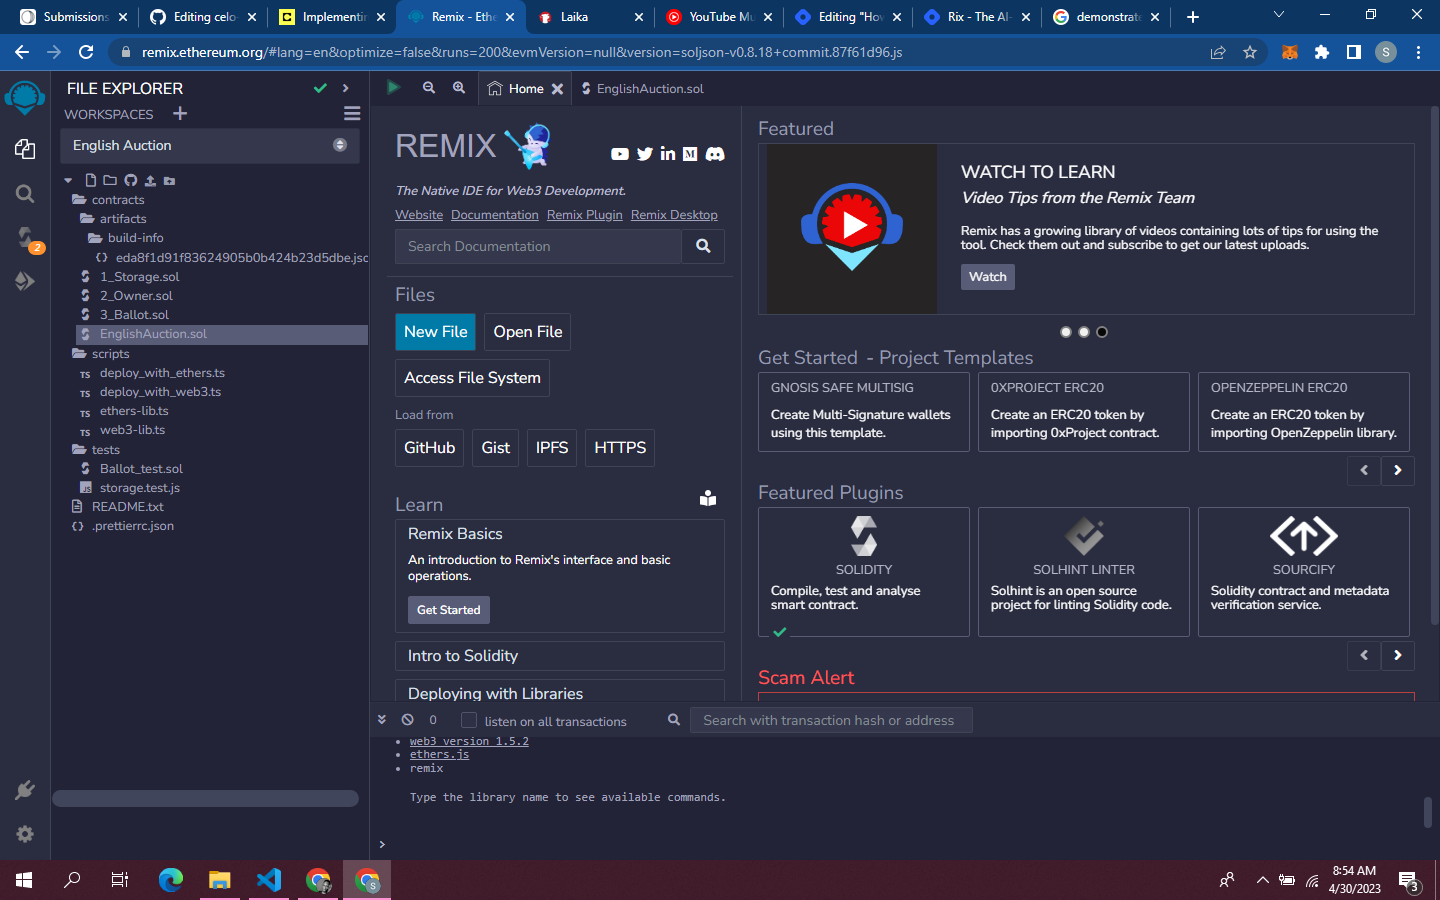 Submissions
Editing celo-
Implementin
Remix - Ethe
Laika
YouTube Mu
Editing "How
Rix - The AI-
demonstrate
remix.ethereum.org/#lang=en&optimize=false&runs=200&evmVersion=null&version=soljson-v0.8.18+commit.87f61d96.js
S
FILE EXPLORER
WORKSPACES
English Auction
contracts
artifacts
build-info
eda8f1d91f83624905b0b424b23d5dbe.jsc
1_Storage.sol
2_Owner.sol
3_Ballot.sol
EnglishAuction.sol
scripts
TS deploy_with_ethers.ts
TS deploy_with_web3.ts
TS ethers-lib.ts
TS web3-lib.ts
tests
Ballot_test.sol
JS storage.test.js
README.txt
.prettierrc.json
2
Home
EnglishAuction.sol
REMIX
The Native IDE for Web3 Development.
Website Documentation Remix Plugin Remix Desktop
Search Documentation
Files
New File
Open File
Access File System
Load from
GitHub
Gist
IPFS
HTTPS
Learn
Remix Basics
An introduction to Remix's interface and basic
operations.
Get Started
Intro to Solidity
Deploying with Libraries
Featured
WATCH TO LEARN
Video Tips from the Remix Team
Remix has a growing library of videos containing lots of tips for using the
tool. Check them out and subscribe to get our latest uploads.
Watch
Get Started - Project Templates
GNOSIS SAFE MULTISIG
Create Multi-Signature wallets
using this template.
0XPROJECT ERC20
Create an ERC20 token by
importing 0xProject contract.
OPENZEPPELIN ERC20
Create an ERC20 token by
importing OpenZeppelin library.
Featured Plugins
SOLIDITY
Compile, test and analyse
smart contract.
SOLHINT LINTER
Solhint is an open source
project for linting Solidity code.
SOURCIFY
Solidity contract and metadata
verification service.
Scam Alert
0
listen on all transactions
Search with transaction hash or address
• web3 version 1.5.2
• ethers.js
• remix
Type the library name to see available commands.
>
S
8:54 AM
4/30/2023
3